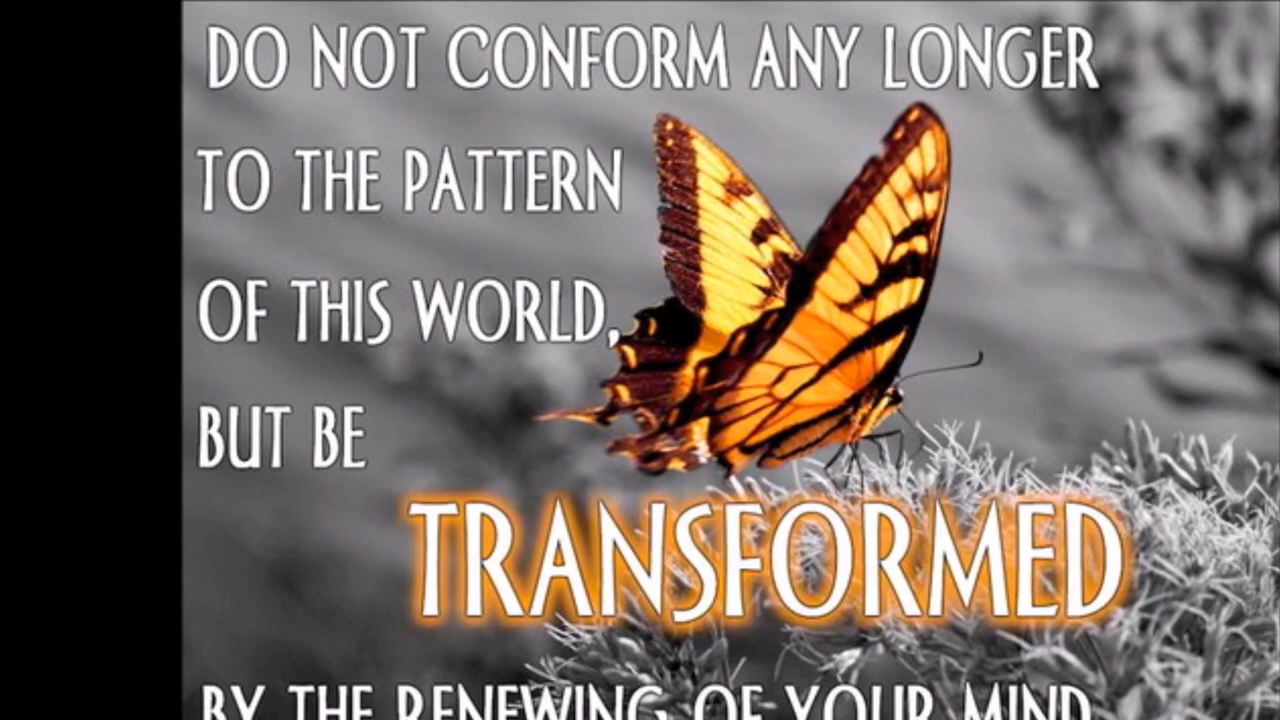 DO NOT CONFORM ANY LONGER
TO THE PATTERN
OF THIS WORLD,
BUT BE
TRANSFORMED
BY THE RENEWING OF YOUR MIND